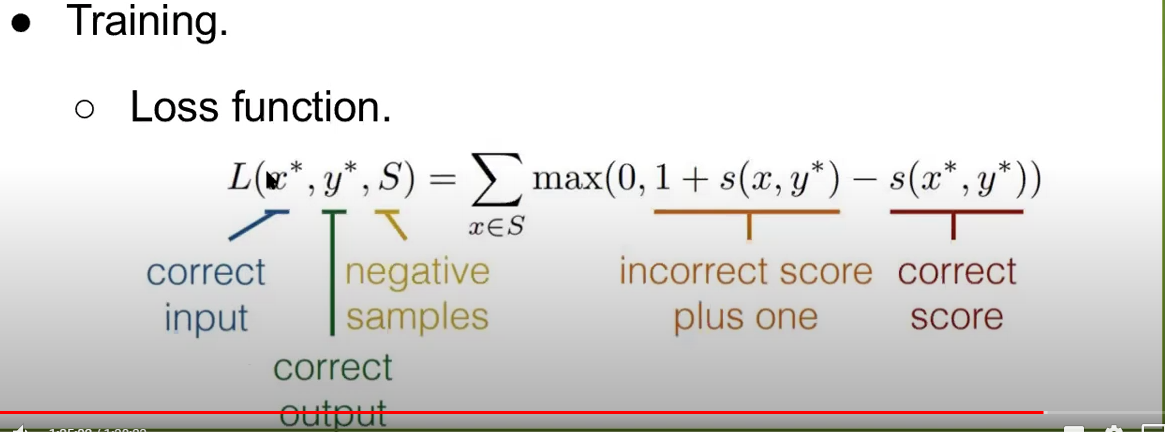 ● Training.
○ Loss function.
L(x*, y*, S) = ∑ max(0, 1 + s(x, y*) − s(x*, y*))
x∈S
correct negative incorrect score correct
input samples plus one score
correct
output